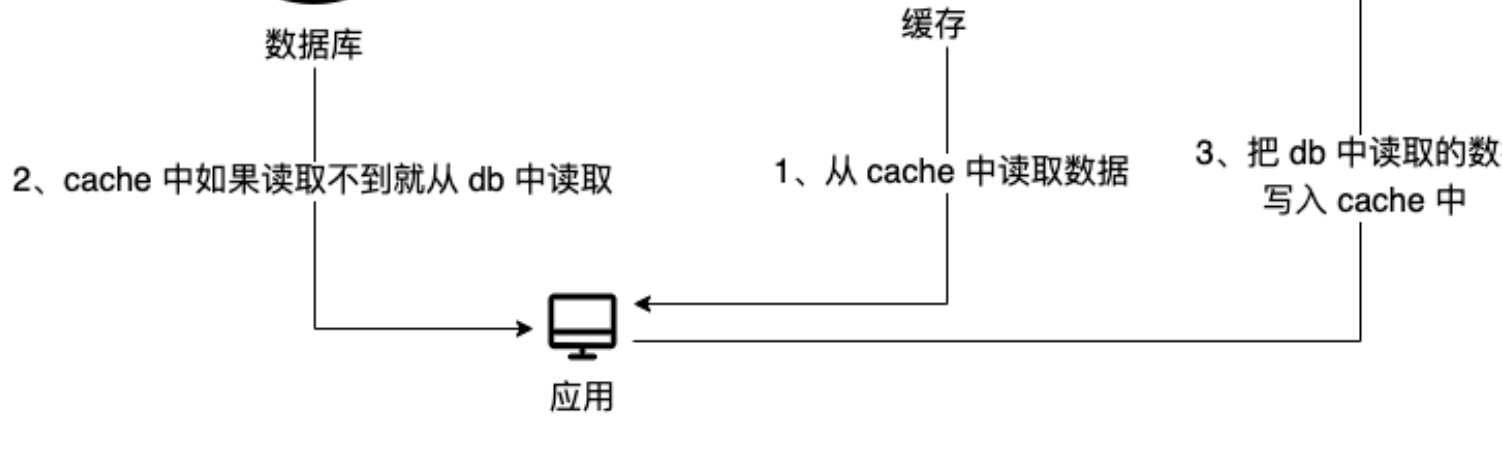 数据库
缓存
2、cache 中如果读取不到就从 db 中读取
1、从 cache 中读取数据
3、把 db 中读取的数
写入 cache 中
应用